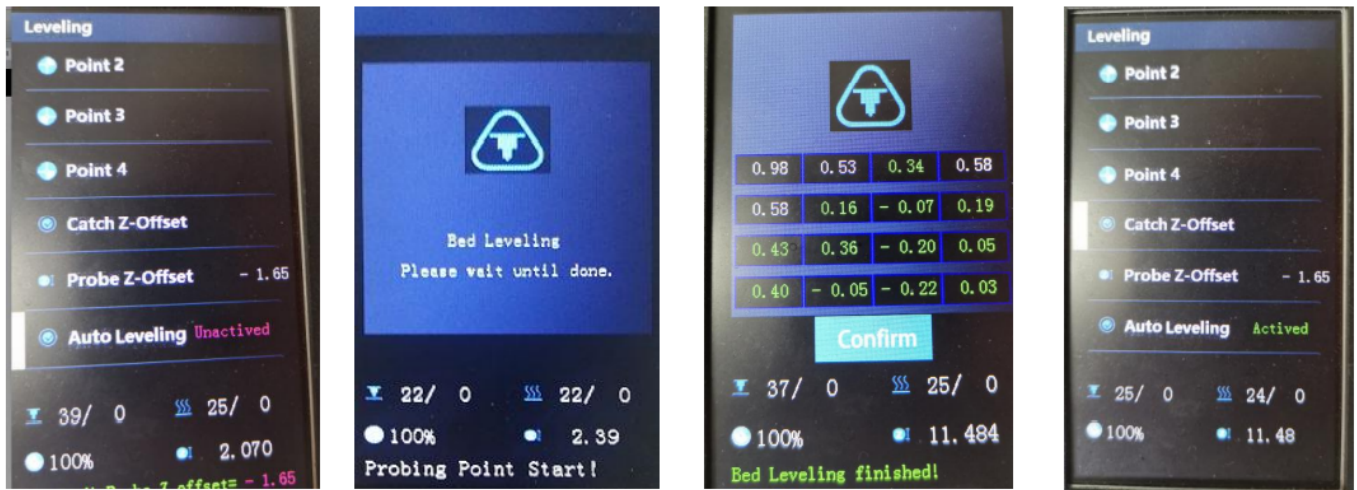 Leveling
Point 2
Point 3
Point 4
Catch Z-Offset
Probe Z-Offset - 1.65
Auto Leveling Unactived
39/ 0 25/ 0
100% 2.070
Probe Z offset= - 1.65
Bed Leveling
Please wait until done.
22/ 0 22/ 0
100% 2.39
Probing Point Start!
0.98 0.53 0.34 0.58
0.58 0.16 - 0.07 0.19
0.43 0.36 - 0.20 0.05
0.40 - 0.05 - 0.22 0.03
Confirm
37/ 0 25/ 0
100% 11.484
Bed Leveling finished!
Leveling
Point 2
Point 3
Point 4
Catch Z-Offset
Probe Z-Offset - 1.65
Auto Leveling Actived
25/ 0 24/ 0
100% 11.48